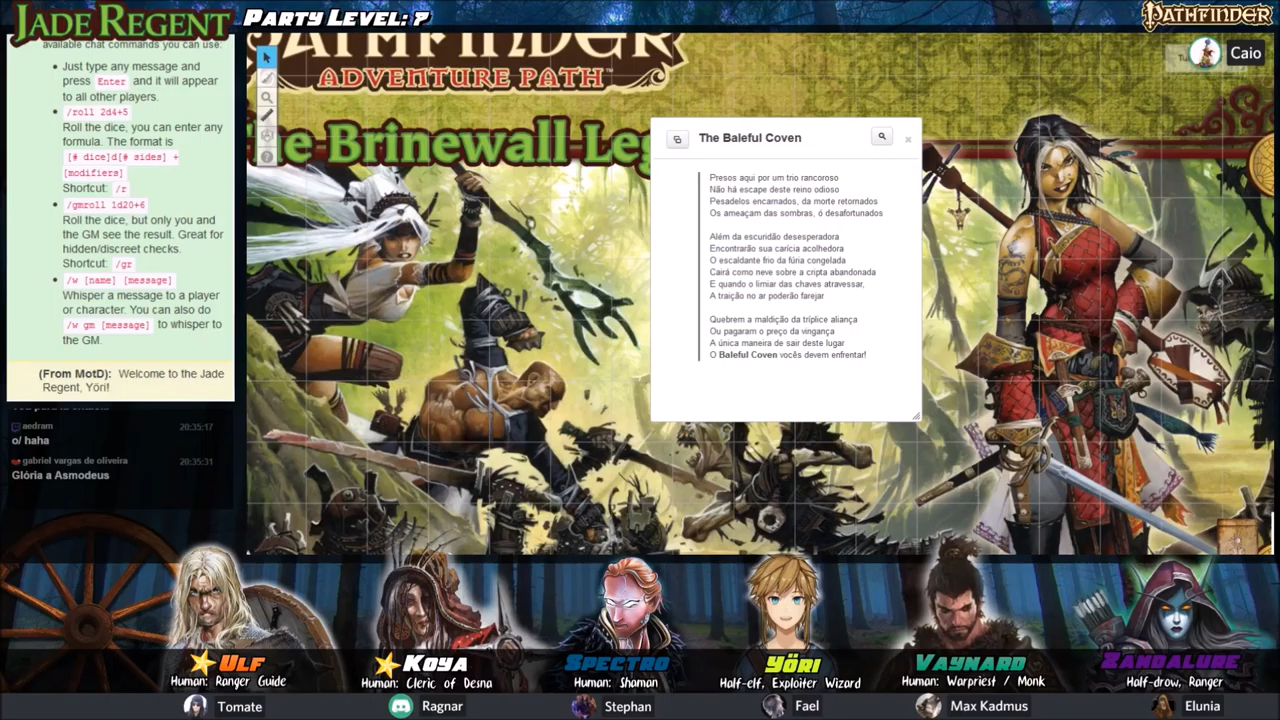 JADE REGENT
PARTY LEVEL: 7
PATHFINDER
available chat commands you can use:
Just type any message and
press Enter and it will appear
to all other players.
/roll 2d4+5
Roll the dice, you can enter any
formula. The format is
[# dice]d[# sides] +
[modifiers]
Shortcut: /r
/gmroll 1d20+6
Roll the dice, but only you and
the GM see the result. Great for
hidden/discreet checks.
Shortcut: /gr
/w [name] [message]
Whisper a message to a player
or character. You can also do
/w gm [message] to whisper to
the GM.
(From MotD): Welcome to the Jade
Regent, Yöri!
aedram 20:35:17
o/ haha
gabriel vargas de oliveira 20:35:31
Glória a Asmodeus
PATHFINDER
ADVENTURE PATH™
e Brinewall Le
Caio
The Baleful Coven
Presos aqui por um trio rancoroso
Não há escape deste reino odioso
Pesadelos encarnados, da morte retornados
Os ameaçam das sombras, ó desafortunados
Além da escuridão desesperadora
Encontrarão sua carícia acolhedora
O escaldante frio da fúria congelada
Cairá como neve sobre a cripta abandonada
E quando o limiar das chaves atravessar,
A traição no ar poderão farejar
Quebrem a maldição da tríplice aliança
Ou pagaram o preço da vingança
A única maneira de sair deste lugar
O Baleful Coven vocês devem enfrentar!
ULF
Human: Ranger Guide
KOYA
Human: Cleric of Desna
SPECTRO
Human: Shaman
YÖRI
Half-elf, Exploiter Wizard
VAYNARD
Human: Warpriest / Monk
ZANDALURE
Half-drow, Ranger
Tomate
Ragnar
Stephan
Fael
Max Kadmus
Elunia